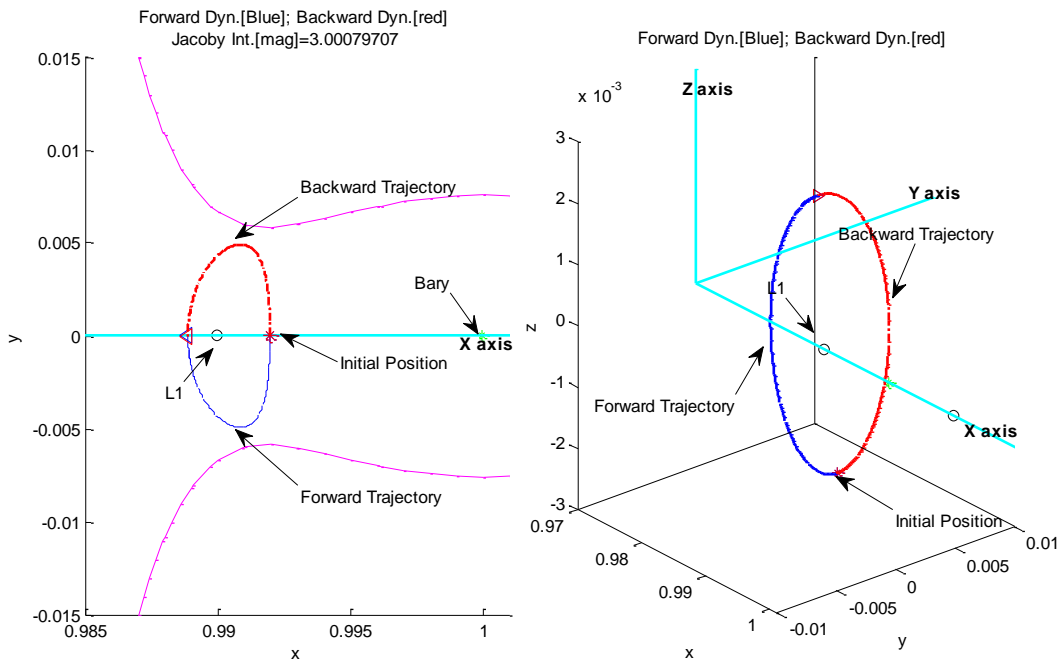 Forward Dyn.[Blue]; Backward Dyn.[red]
Jacoby Int.[mag]=3.00079707
0.015
0.01
0.005
0
-0.005
-0.01
-0.015
y
0.985
0.99
0.995
1
x
Backward Trajectory
Bary
X axis
Initial Position
L1
Forward Trajectory
Forward Dyn.[Blue]; Backward Dyn.[red]
x 10^-3
Z axis
3
2
1
0
-1
-2
-3
z
Y axis
Backward Trajectory
L1
Forward Trajectory
X axis
Initial Position
0.97
0.98
0.99
1
x
-0.01
-0.005
0
0.005
0.01
y